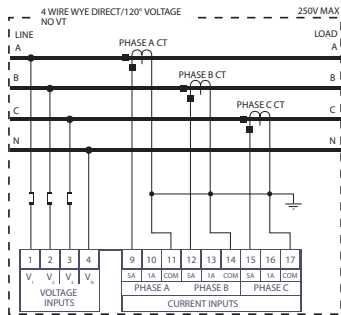 4 WIRE WYE DIRECT/120° VOLTAGE
NO VT
250V MAX
LINE
LOAD
A
PHASE A CT
A
B
PHASE B CT
B
C
PHASE C CT
C
N
N
1 2 3 4 9 10 11 12 13 14 15 16 17
V1 V2 V3 VN 5A 1A COM 5A 1A COM 5A 1A COM
VOLTAGE
INPUTS
PHASE A PHASE B PHASE C
CURRENT INPUTS